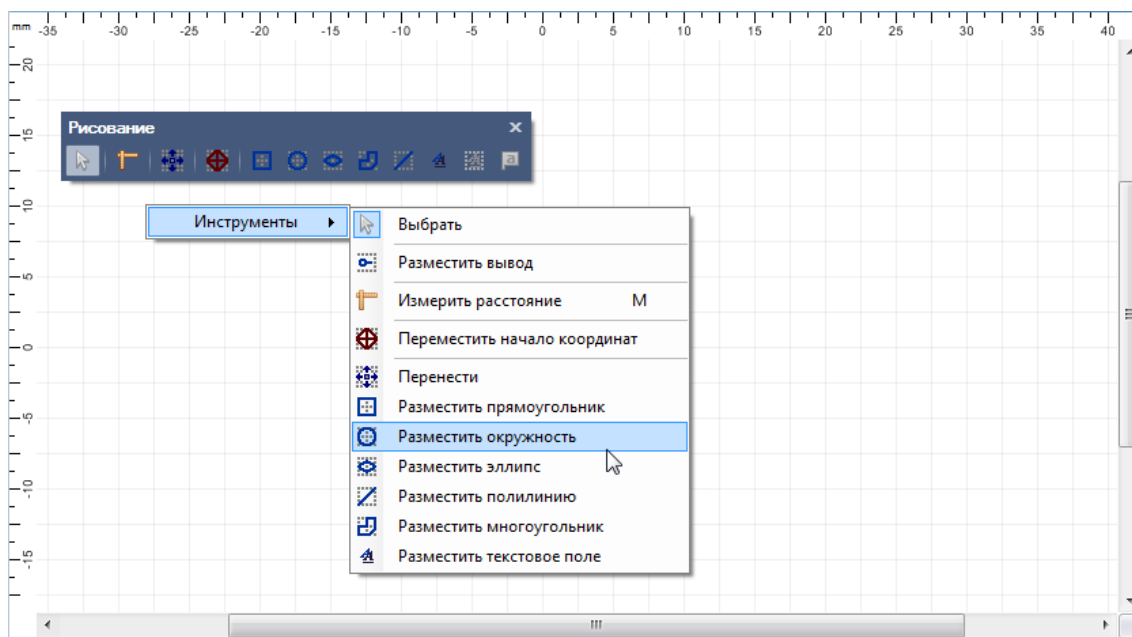 mm -35 -30 -25 -20 -15 -10 -5 0 5 10 15 20 25 30 35 40
20
Рисование
15
a
10
Инструменты
Выбрать
Разместить вывод
5
Измерить расстояние M
Переместить начало координат
0
Перенести
Разместить прямоугольник
-5
Разместить окружность
Разместить эллипс
-10
Разместить полилинию
Разместить многоугольник
Разместить текстовое поле
-15